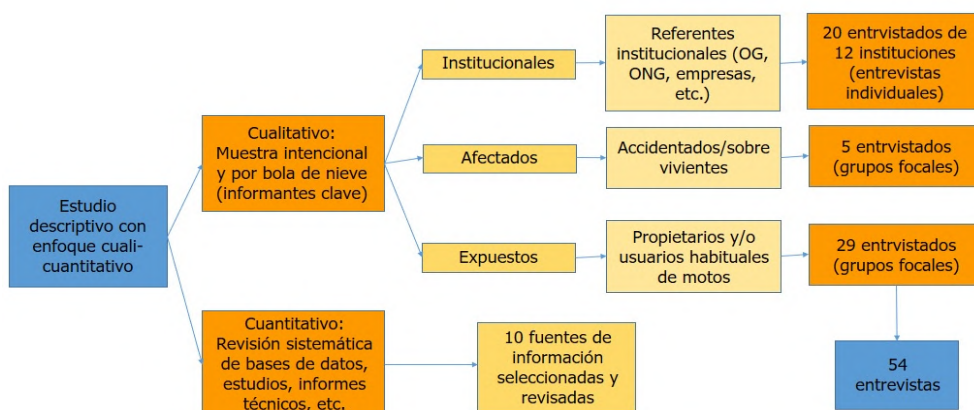 Estudio
descriptivo con
enfoque cuali-
cuantitativo
Cualitativo:
Muestra intencional
y por bola de nieve
(informantes clave)
Institucionales
Referentes
institucionales (OG,
ONG, empresas,
etc.)
20 entrvistados de
12 instituciones
(entrevistas
individuales)
Afectados
Accidentados/sobre
vivientes
5 entrvistados
(grupos focales)
Expuestos
Propietarios y/o
usuarios habituales
de motos
29 entrvistados
(grupos focales)
Cuantitativo:
Revisión sistemática
de bases de datos,
estudios, informes
técnicos, etc.
10 fuentes de
información
seleccionadas y
revisadas
54
entrevistas